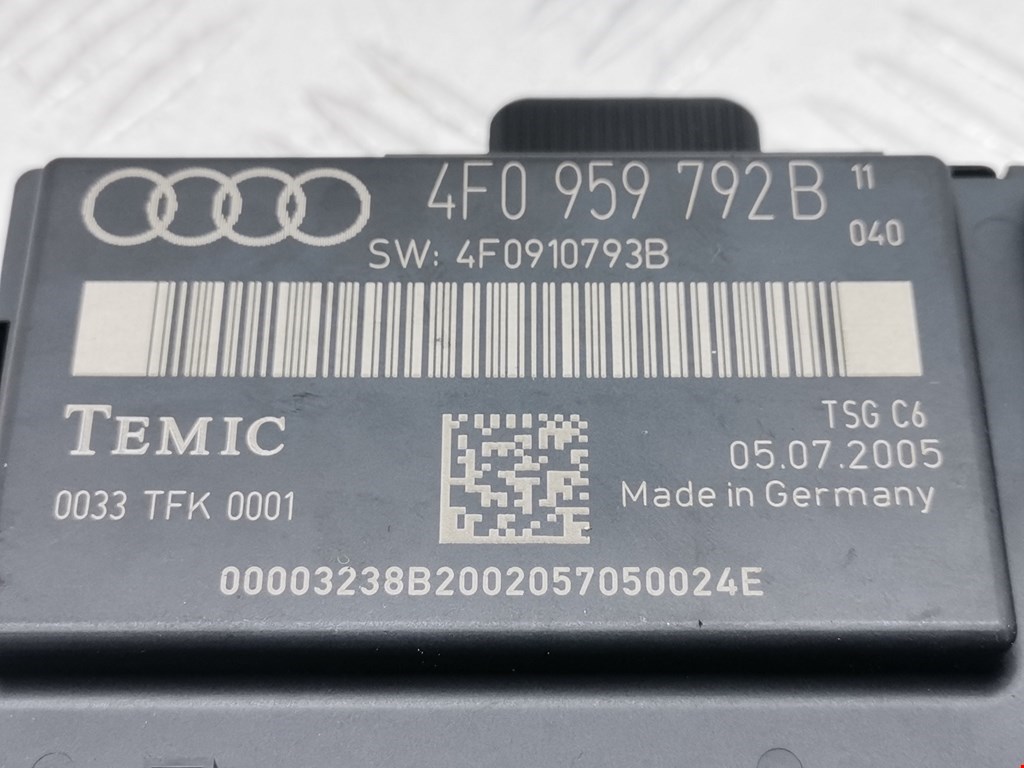 4F0 959 792 B 11
040
SW: 4F0910793B
TEMIC
TSG C6
05.07.2005
0033 TFK 0001
Made in Germany
00003238B2002057050024E